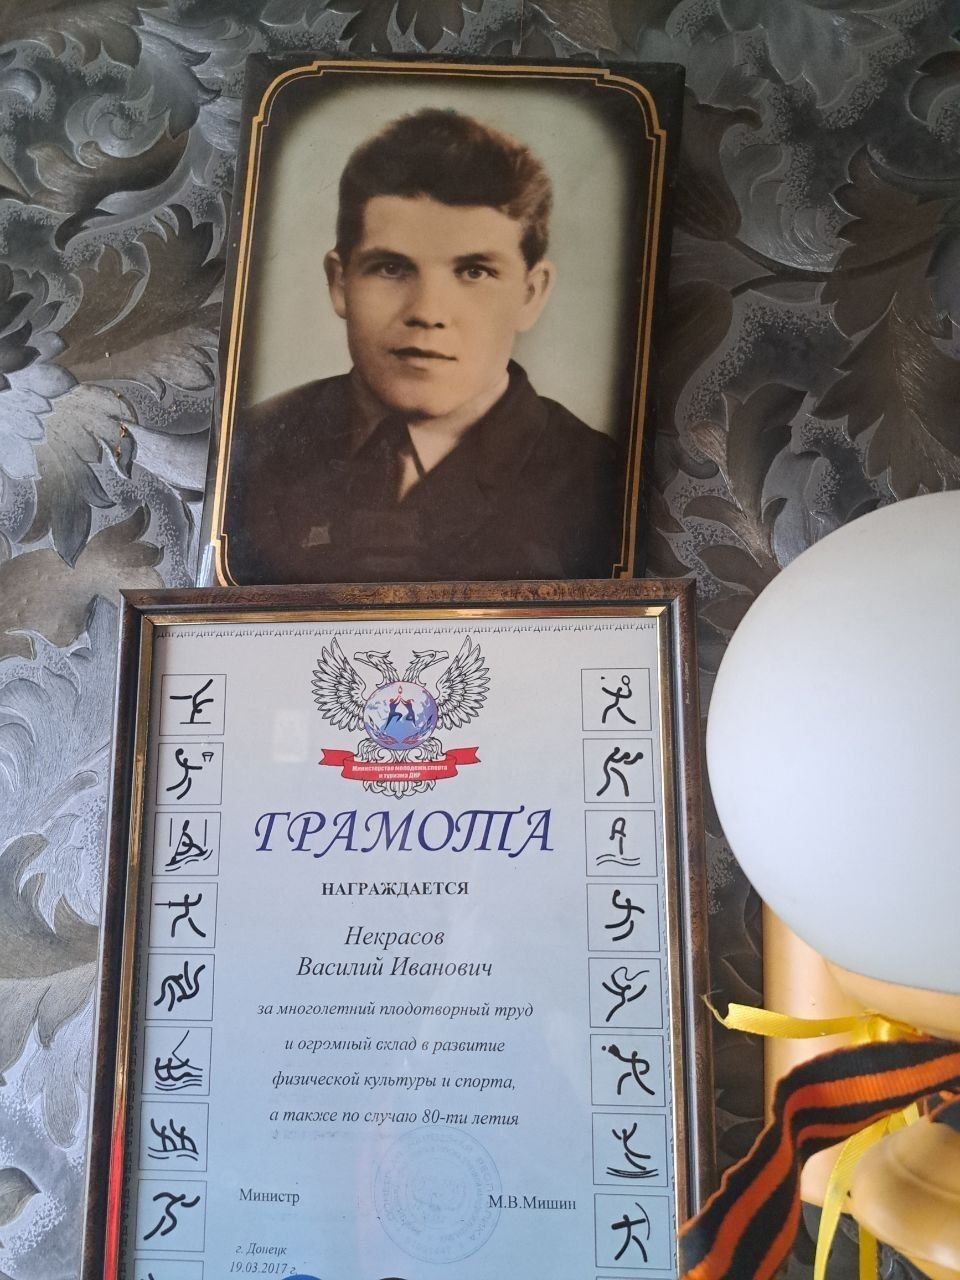 Министерство молодежи, спорта
и туризма ДНР
ГРАМОТА
НАГРАЖДАЕТСЯ
Некрасов
Василий Иванович
за многолетний плодотворный труд
и огромный вклад в развитие
физической культуры и спорта,
а также по случаю 80-ти летия
Министр М.В.Мишин
г. Донецк
19.03.2017 г.